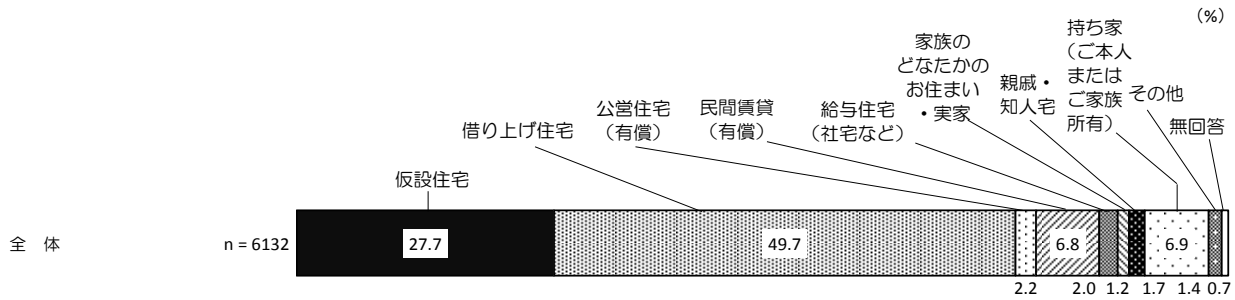 (%)
仮設住宅
借り上げ住宅
公営住宅
（有償）
民間賃貸
（有償）
給与住宅
（社宅など）
家族の
どなたかの
お住まい
・実家
親戚・
知人宅
持ち家
（ご本人
または
ご家族
所有）
その他
無回答
全　体
n = 6132
27.7
49.7
2.2
6.8
2.0
1.2
1.7
6.9
1.4
0.7